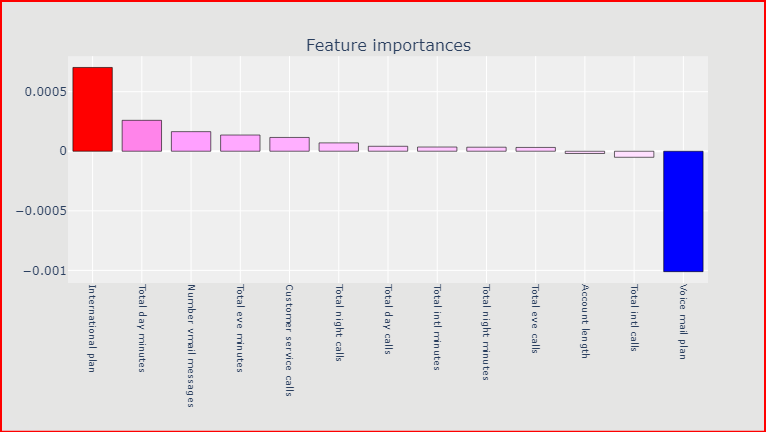 Feature importances
0.0005
0
−0.0005
−0.001
International plan
Total day minutes
Number vmail messages
Total eve minutes
Customer service calls
Total night calls
Total day calls
Total intl minutes
Total night minutes
Total eve calls
Account length
Total intl calls
Voice mail plan